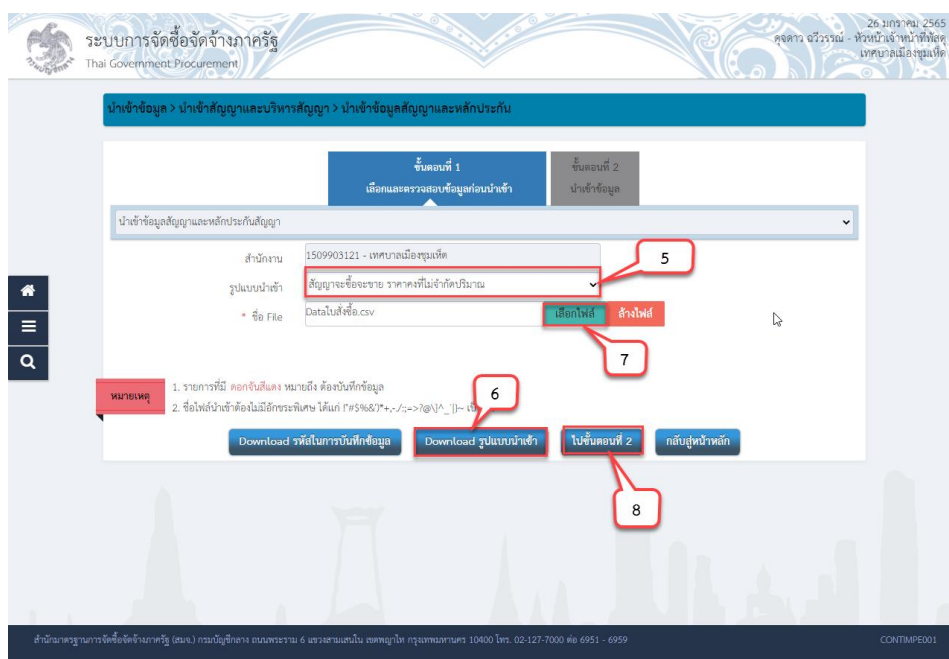 ระบบการจัดซื้อจัดจ้างภาครัฐ
Thai Government Procurement
26 มกราคม 2565
ดุจดาว ฉวีวรรณ์ - หัวหน้าเจ้าหน้าที่พัสดุ
เทศบาลเมืองชุมเห็ด
นำเข้าข้อมูล > นำเข้าสัญญาและบริหารสัญญา > นำเข้าข้อมูลสัญญาและหลักประกัน
ขั้นตอนที่ 1
เลือกและตรวจสอบข้อมูลก่อนนำเข้า
ขั้นตอนที่ 2
นำเข้าข้อมูล
นำเข้าข้อมูลสัญญาและหลักประกันสัญญา
สำนักงาน 1509903121 - เทศบาลเมืองชุมเห็ด
5
รูปแบบนำเข้า สัญญาจะซื้อจะขาย ราคาคงที่ไม่จำกัดปริมาณ
* ชื่อ File Dataใบสั่งซื้อ.csv เลือกไฟล์ ล้างไฟล์
7
หมายเหตุ
1. รายการที่มี ดอกจันสีแดง หมายถึง ต้องบันทึกข้อมูล
6
2. ชื่อไฟล์นำเข้าต้องไม่มีอักขระพิเศษ ได้แก่ !"#$%&')*+,-./:;=>?@\]^_`{|}~
Download รหัสในการบันทึกข้อมูล Download รูปแบบนำเข้า ไปขั้นตอนที่ 2 กลับสู่หน้าหลัก
8
สำนักมาตรฐานการจัดซื้อจัดจ้างภาครัฐ (สมจ.) กรมบัญชีกลาง ถนนพระราม 6 แขวงสามเสนใน เขตพญาไท กรุงเทพมหานคร 10400 โทร. 02-127-7000 ต่อ 6951 - 6959
CONTIMPE001